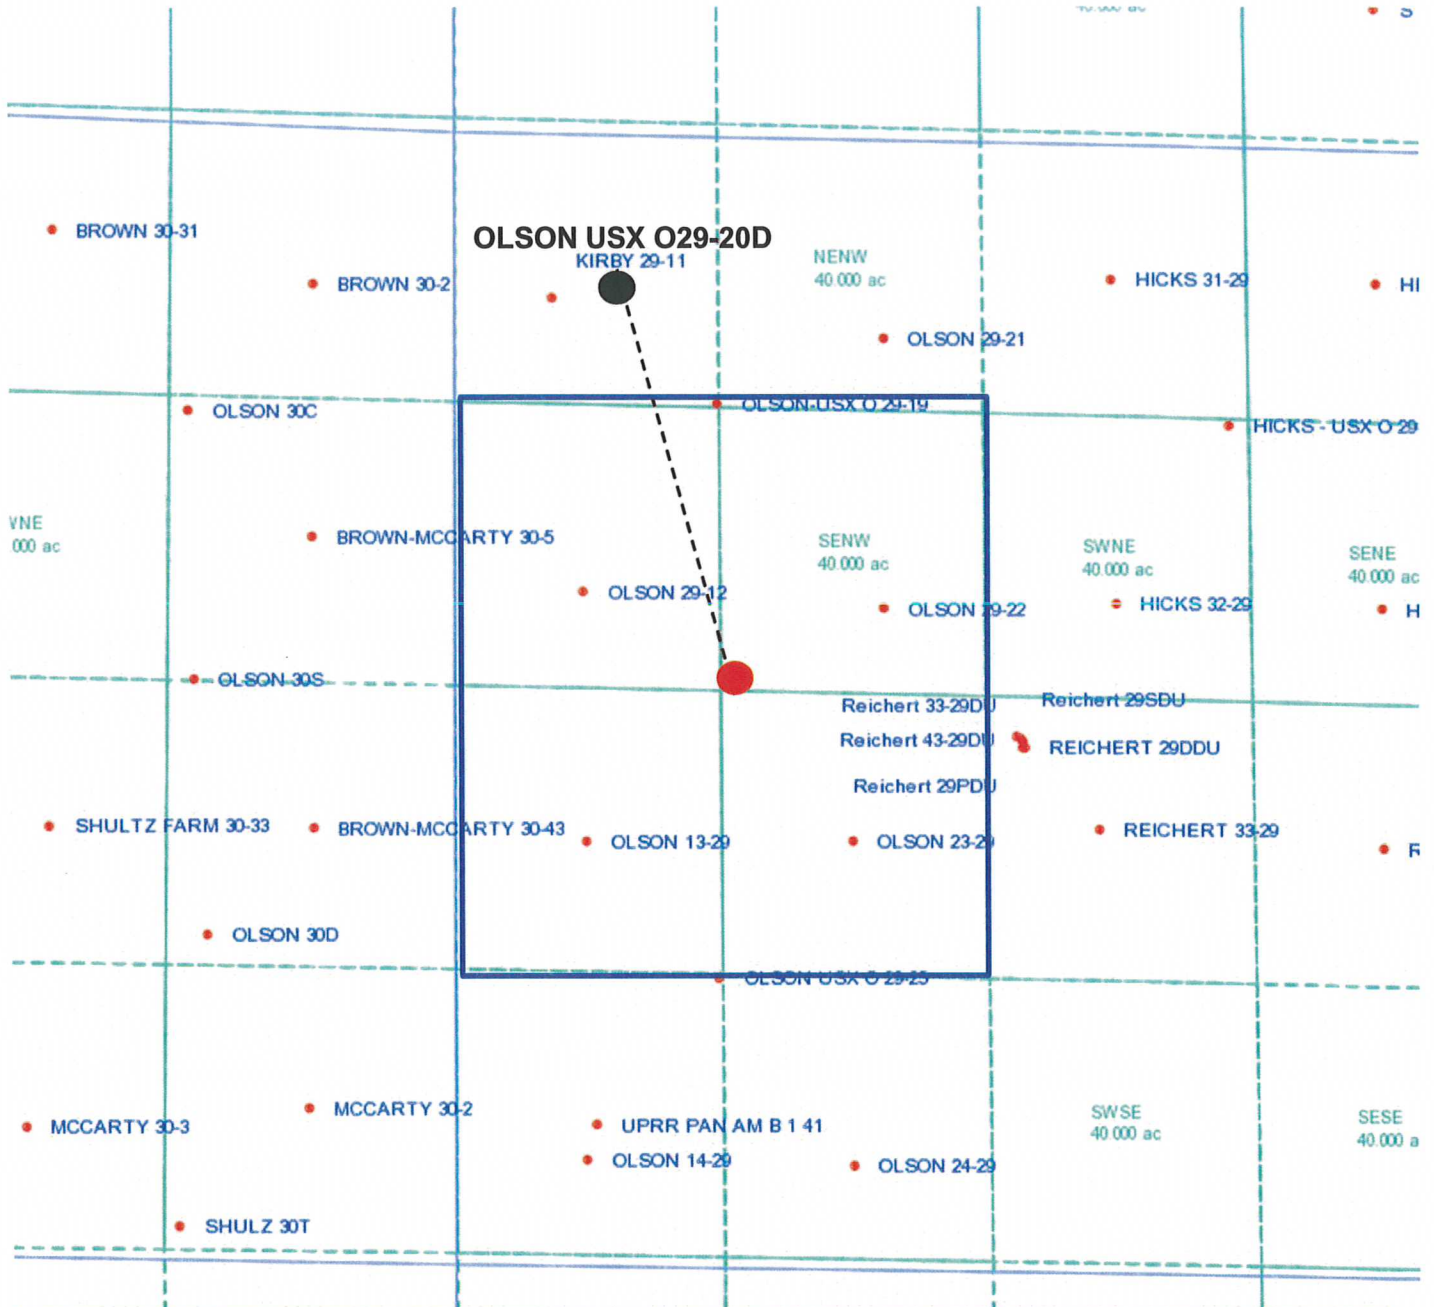 40.000 ac
S
BROWN 30-31
OLSON USX O29-20D
KIRBY 29-11
NENW
40.000 ac
BROWN 30-2
HICKS 31-29
HI
OLSON 29-21
OLSON 30C
OLSON-USX O 29-19
HICKS - USX O 29
VNE
000 ac
BROWN-MCCARTY 30-5
SENW
40.000 ac
SWNE
40.000 ac
SENE
40.000 ac
OLSON 29-12
OLSON 29-22
HICKS 32-29
H
OLSON 30S
Reichert 33-29DU
Reichert 29SDU
Reichert 43-29DU
REICHERT 29DDU
Reichert 29PDU
SHULTZ FARM 30-33
BROWN-MCCARTY 30-43
OLSON 13-29
OLSON 23-29
REICHERT 33-29
R
OLSON 30D
OLSON USX O 29-25
MCCARTY 30-3
MCCARTY 30-2
UPRR PAN AM B 1 41
SWSE
40.000 ac
SESE
40.000 a
OLSON 14-29
OLSON 24-29
SHULZ 30T